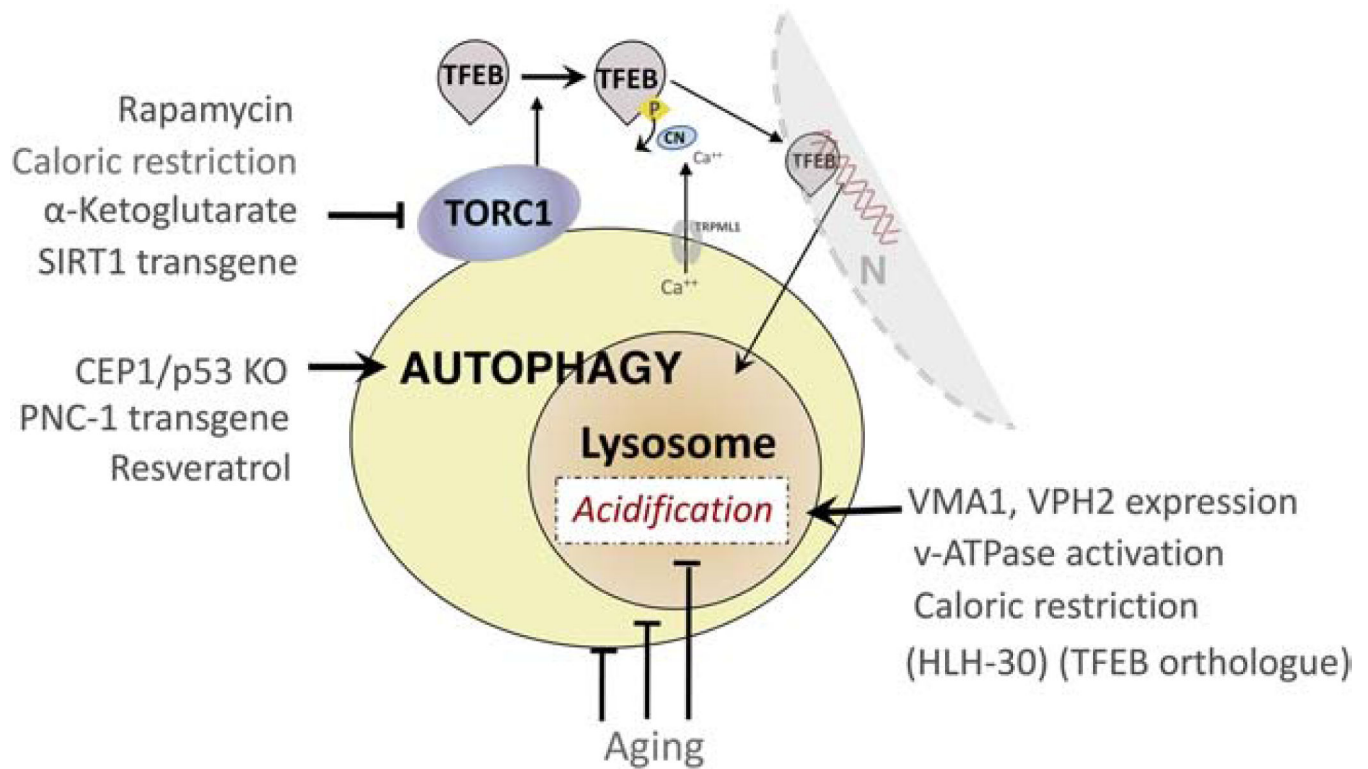 TFEB
TFEB
P
CN
Ca⁺⁺
TFEB
N
Rapamycin
Caloric restriction
α-Ketoglutarate
SIRT1 transgene
TORC1
TRPML1
Ca⁺⁺
CEP1/p53 KO
PNC-1 transgene
Resveratrol
AUTOPHAGY
Lysosome
Acidification
VMA1, VPH2 expression
v-ATPase activation
Caloric restriction
(HLH-30) (TFEB orthologue)
Aging